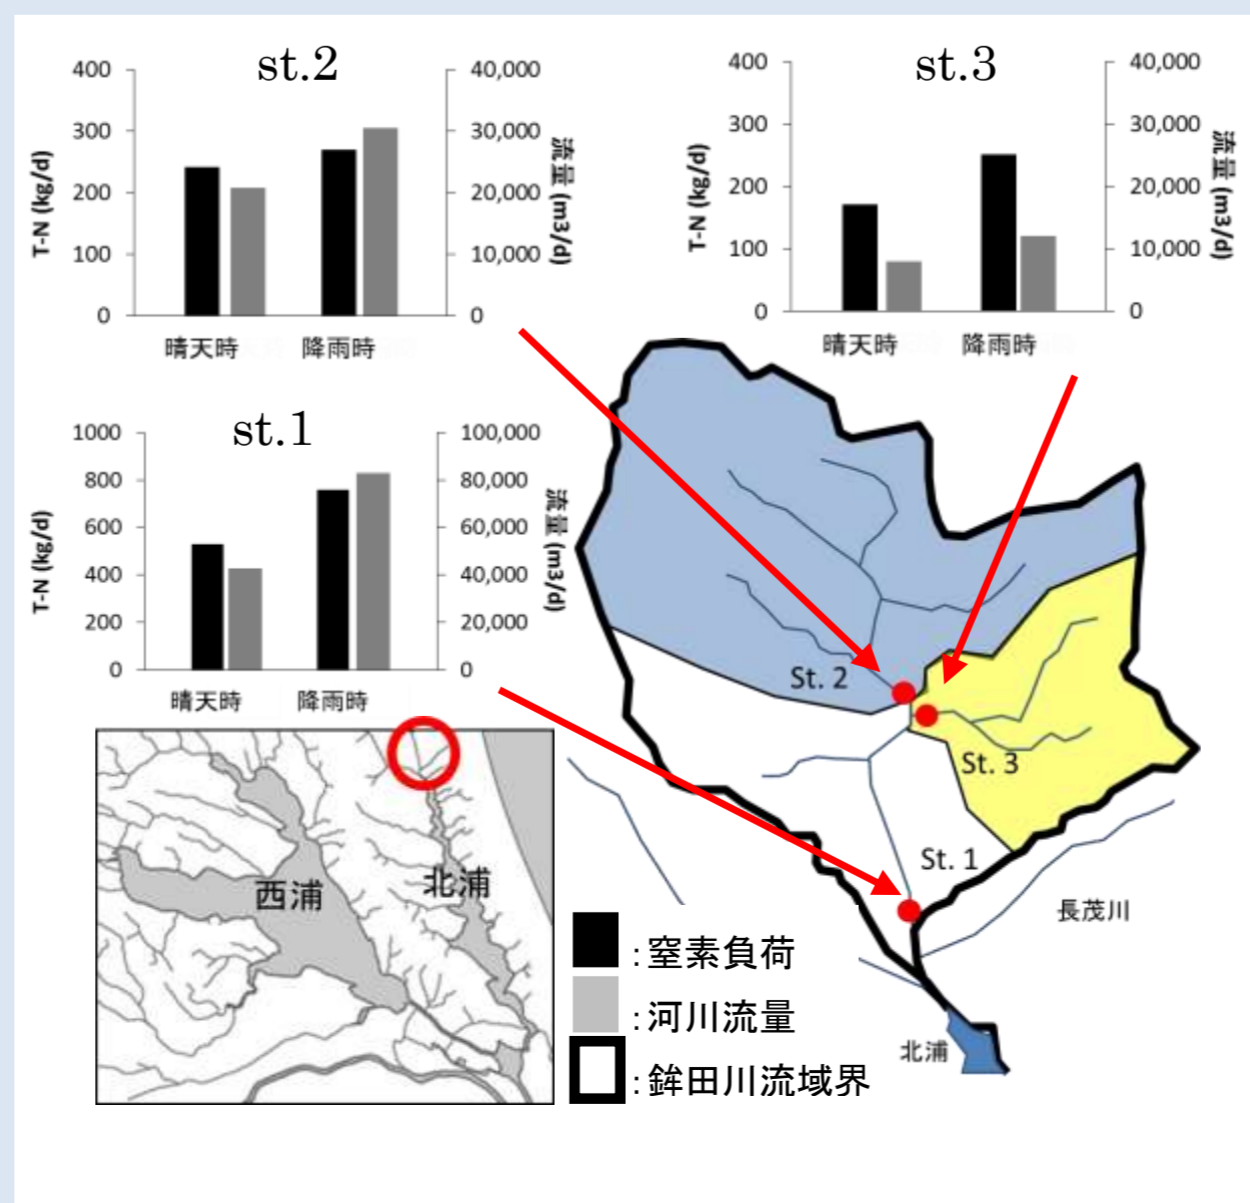 st.2
400
300
200
100
0
T-N (kg/d)
40,000
30,000
20,000
10,000
0
流量 (m3/d)
晴天時
降雨時
st.3
400
300
200
100
0
T-N (kg/d)
40,000
30,000
20,000
10,000
0
流量 (m3/d)
晴天時
降雨時
st.1
1000
800
600
400
200
0
T-N (kg/d)
100,000
80,000
60,000
40,000
20,000
0
流量 (m3/d)
晴天時
降雨時
St. 2
St. 3
St. 1
長茂川
北浦
西浦
北浦
:窒素負荷
:河川流量
:鉾田川流域界